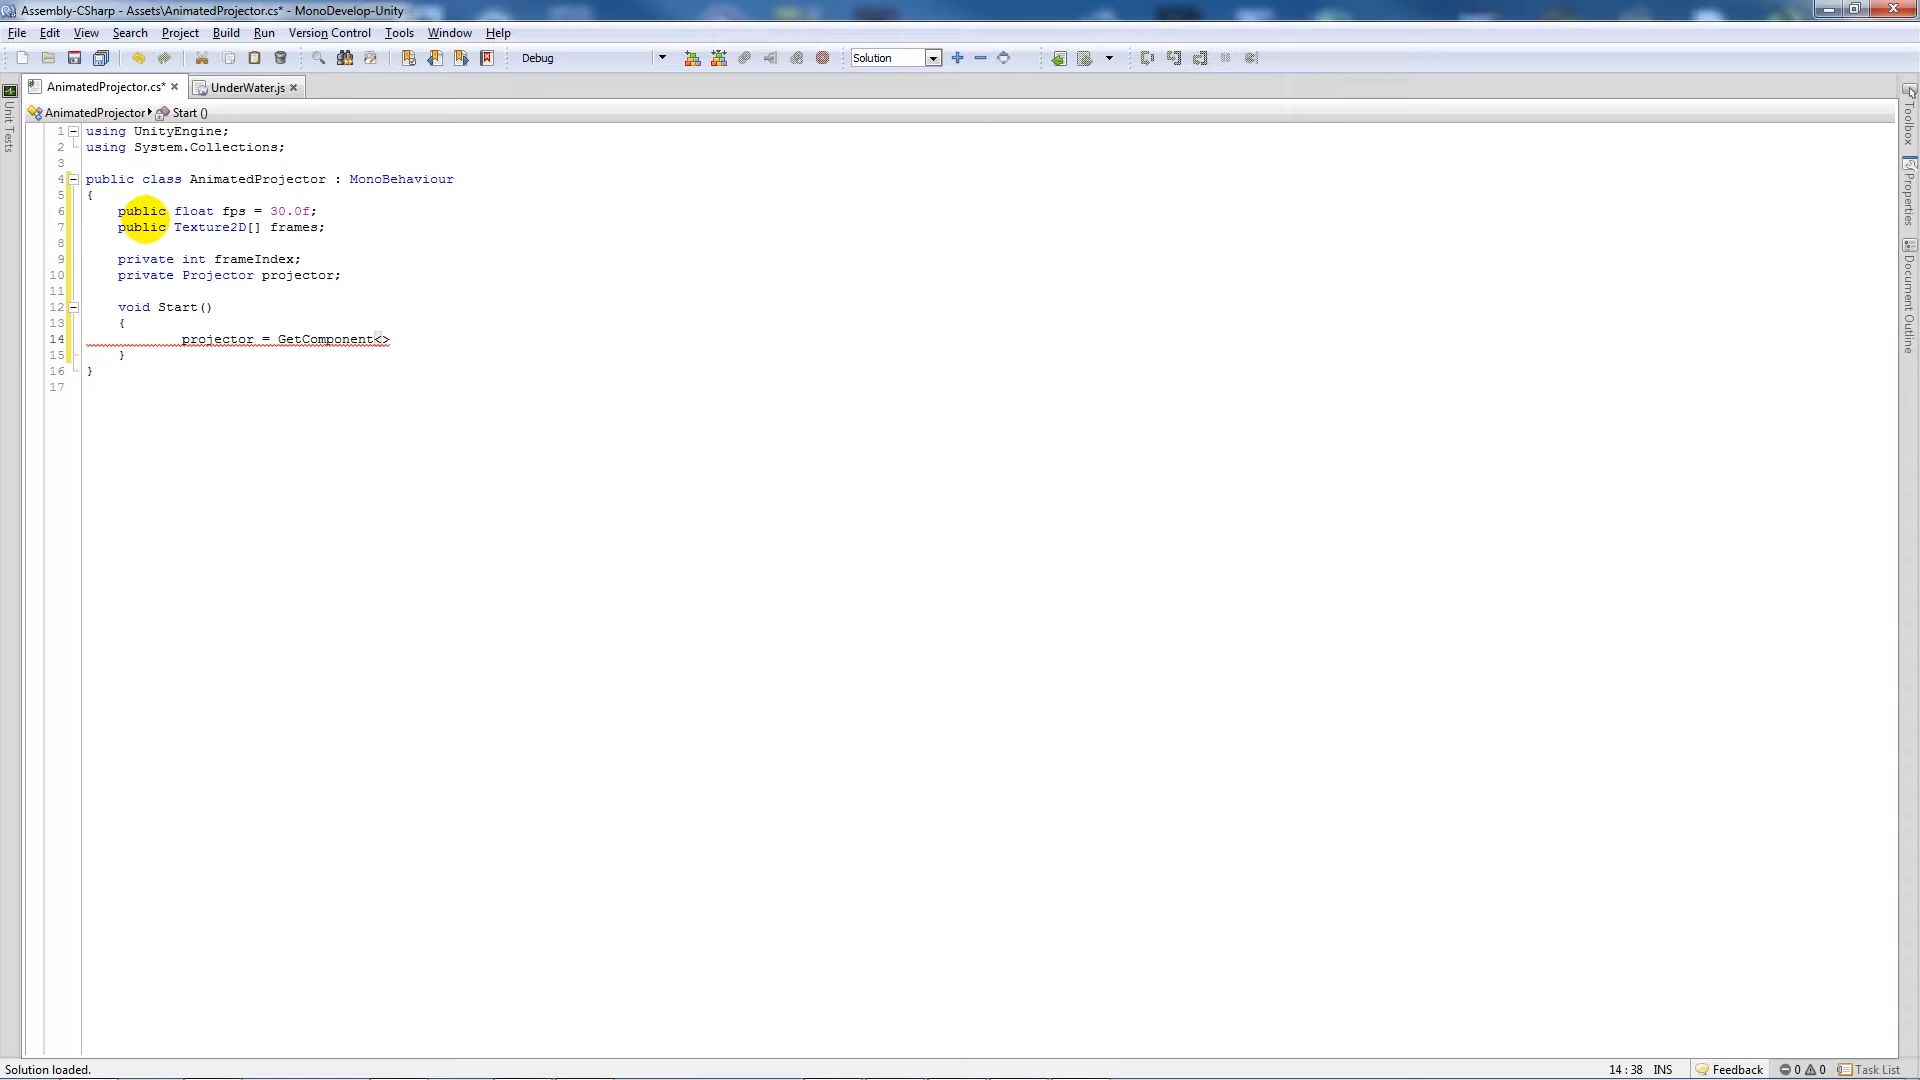 Assembly-CSharp - Assets\AnimatedProjector.cs* - MonoDevelop-Unity
File Edit View Search Project Build Run Version Control Tools Window Help
Debug Solution
AnimatedProjector.cs* UnderWater.js
AnimatedProjector Start ()
1 using UnityEngine;
2 using System.Collections;
3
4 public class AnimatedProjector : MonoBehaviour
5 {
6 public float fps = 30.0f;
7 public Texture2D[] frames;
8
9 private int frameIndex;
10 private Projector projector;
11
12 void Start()
13 {
14 projector = GetComponent<>
15 }
16 }
17
Unit Tests
Toolbox
Properties
Document Outline
Solution loaded. 14 : 38 INS Feedback 0 0 Task List